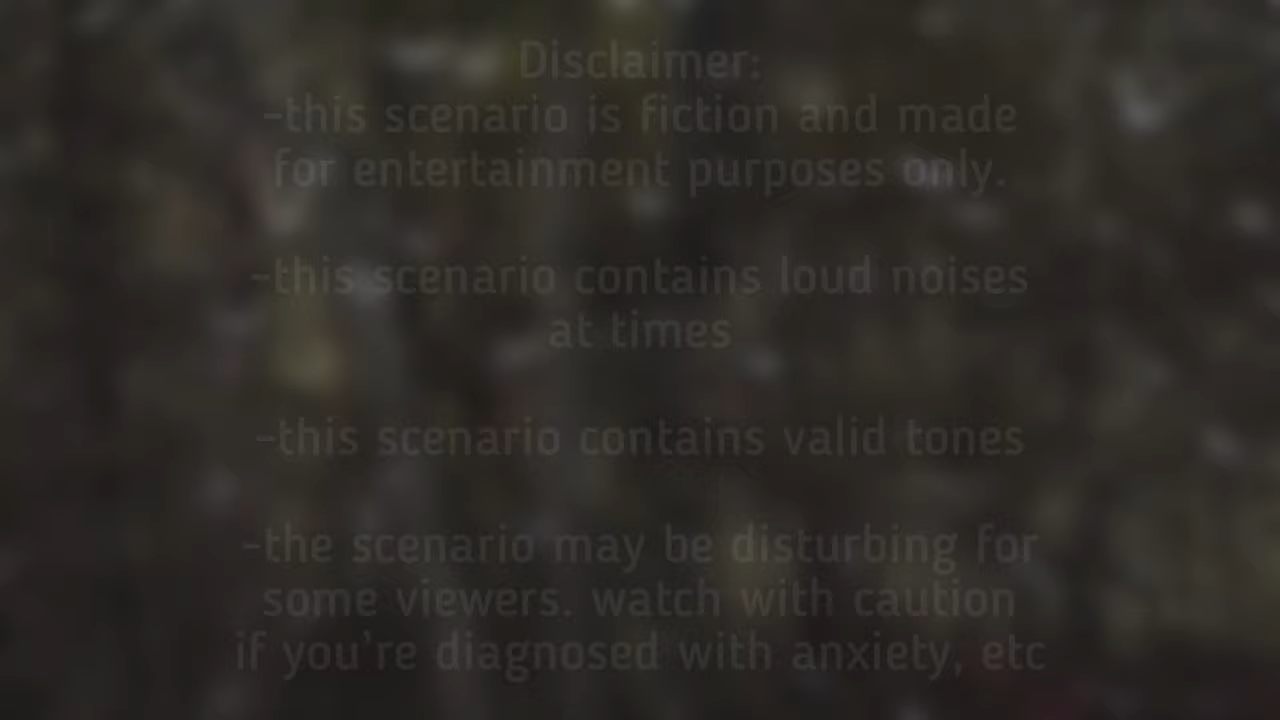 Disclaimer:
-this scenario is fiction and made
for entertainment purposes only.
-this scenario contains loud noises
at times
-this scenario contains valid tones
-the scenario may be disturbing for
some viewers. watch with caution
if you're diagnosed with anxiety, etc